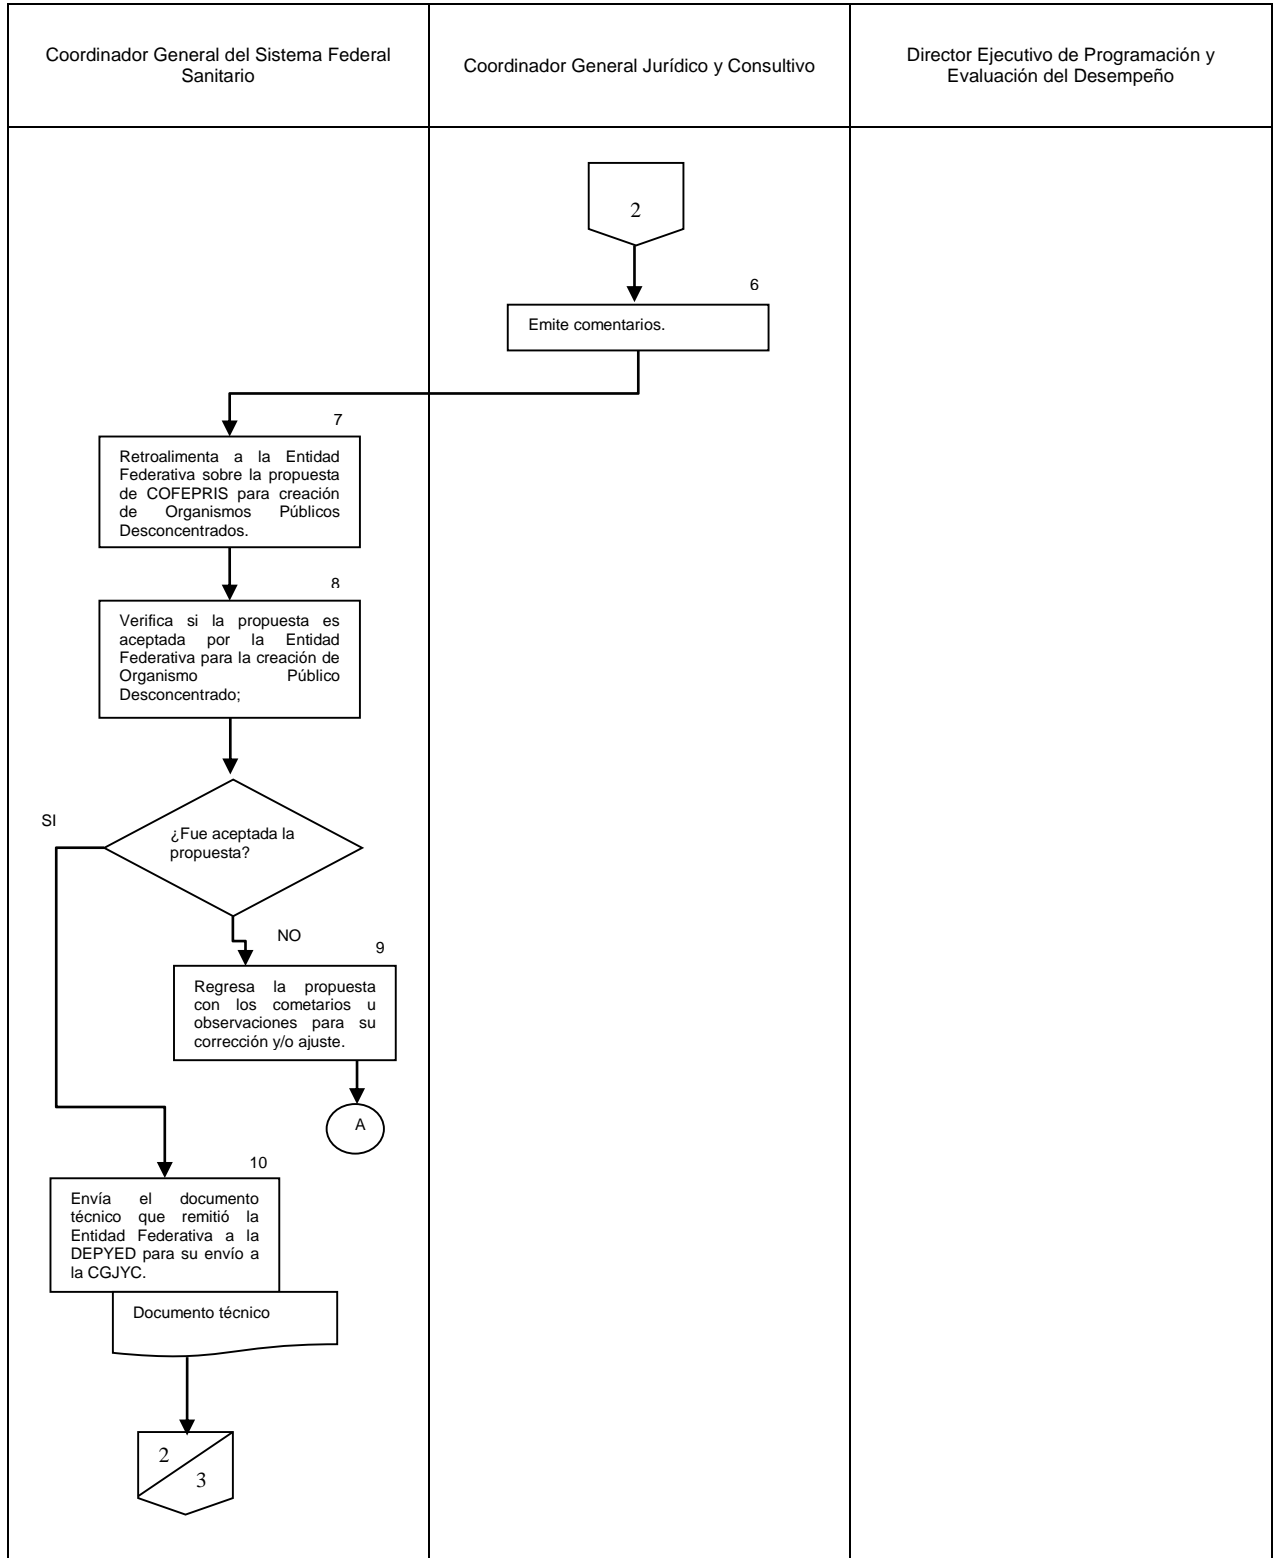 Coordinador General del Sistema Federal
Sanitario
Coordinador General Jurídico y Consultivo
Director Ejecutivo de Programación y
Evaluación del Desempeño
2
6
Emite comentarios.
7
Retroalimenta a la Entidad
Federativa sobre la propuesta
de COFEPRIS para creación
de Organismos Públicos
Desconcentrados.
8
Verifica si la propuesta es
aceptada por la Entidad
Federativa para la creación de
Organismo Público
Desconcentrado;
SI
¿Fue aceptada la
propuesta?
NO
9
Regresa la propuesta
con los cometarios u
observaciones para su
corrección y/o ajuste.
A
10
Envía el documento
técnico que remitió la
Entidad Federativa a la
DEPYED para su envío a
la CGJYC.
Documento técnico
2
3